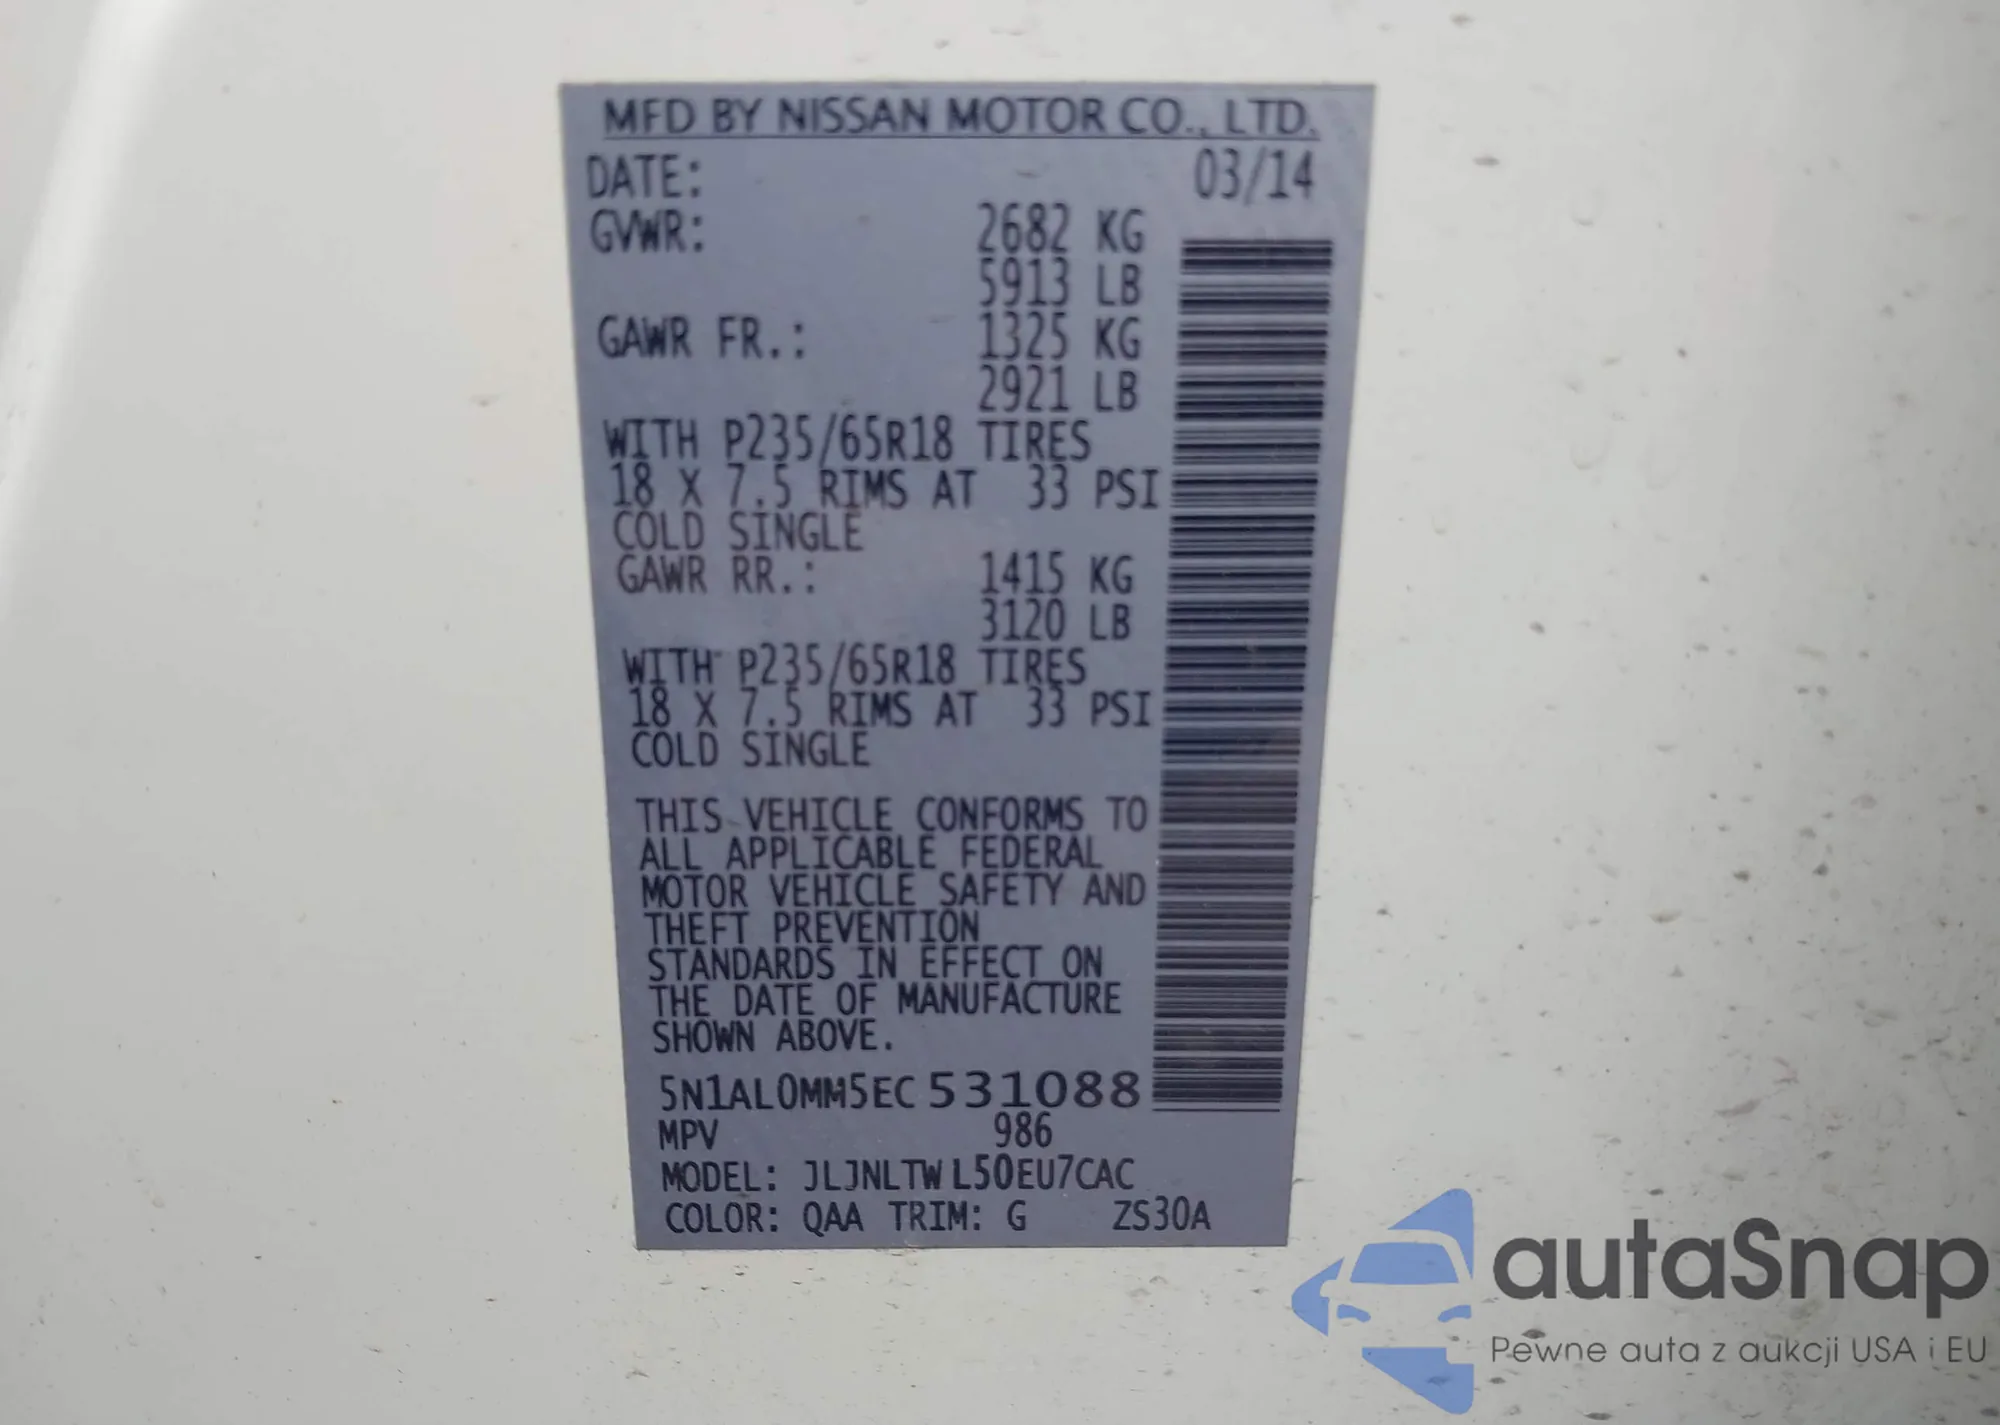 MFD BY NISSAN MOTOR CO., LTD.
DATE: 03/14
GVWR: 2682 KG
5913 LB
GAWR FR.: 1325 KG
2921 LB
WITH P235/65R18 TIRES
18 X 7.5 RIMS AT 33 PSI
COLD SINGLE
GAWR RR.: 1415 KG
3120 LB
WITH P235/65R18 TIRES
18 X 7.5 RIMS AT 33 PSI
COLD SINGLE
THIS VEHICLE CONFORMS TO
ALL APPLICABLE FEDERAL
MOTOR VEHICLE SAFETY AND
THEFT PREVENTION
STANDARDS IN EFFECT ON
THE DATE OF MANUFACTURE
SHOWN ABOVE.
5N1AL0MM5EC531088
MPV 986
MODEL: JLJNLTWL50EU7CAC
COLOR: QAA TRIM: G ZS30A
autaSnap
Pewne auta z aukcji USA i EU